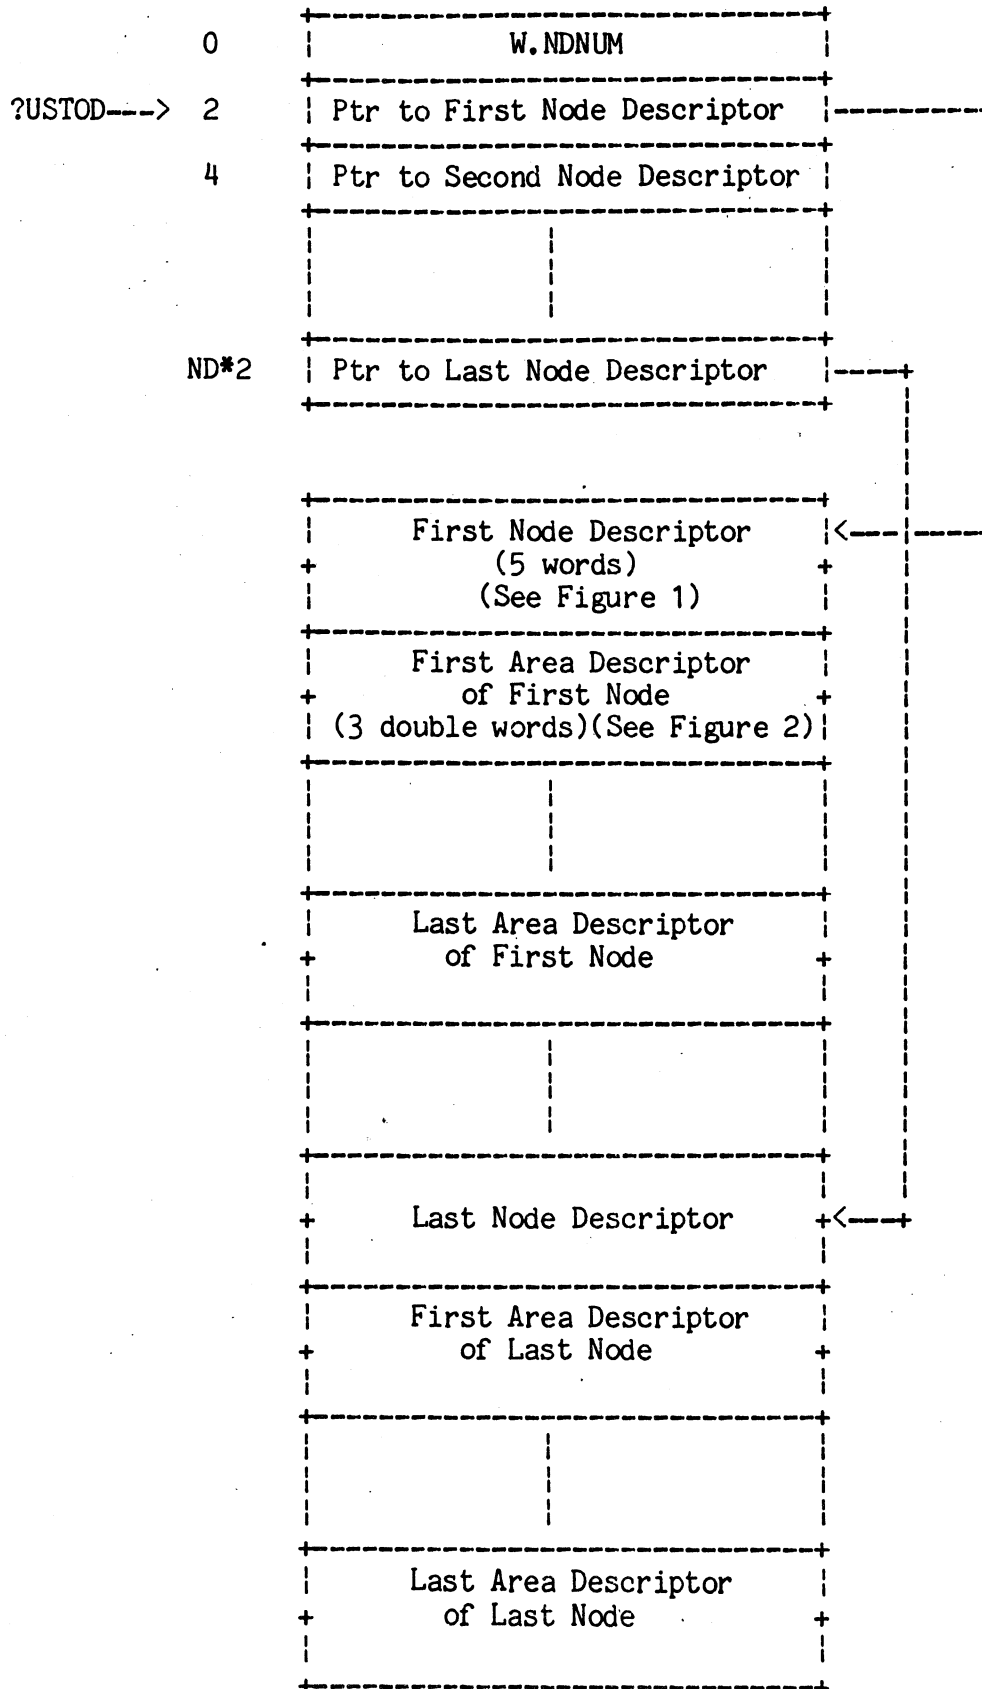 0 W.NDNUM
?USTOD---> 2 Ptr to First Node Descriptor
4 Ptr to Second Node Descriptor
ND*2 Ptr to Last Node Descriptor
First Node Descriptor
(5 words)
(See Figure 1)
First Area Descriptor
of First Node
(3 double words)(See Figure 2)
Last Area Descriptor
of First Node
Last Node Descriptor
First Area Descriptor
of Last Node
Last Area Descriptor
of Last Node